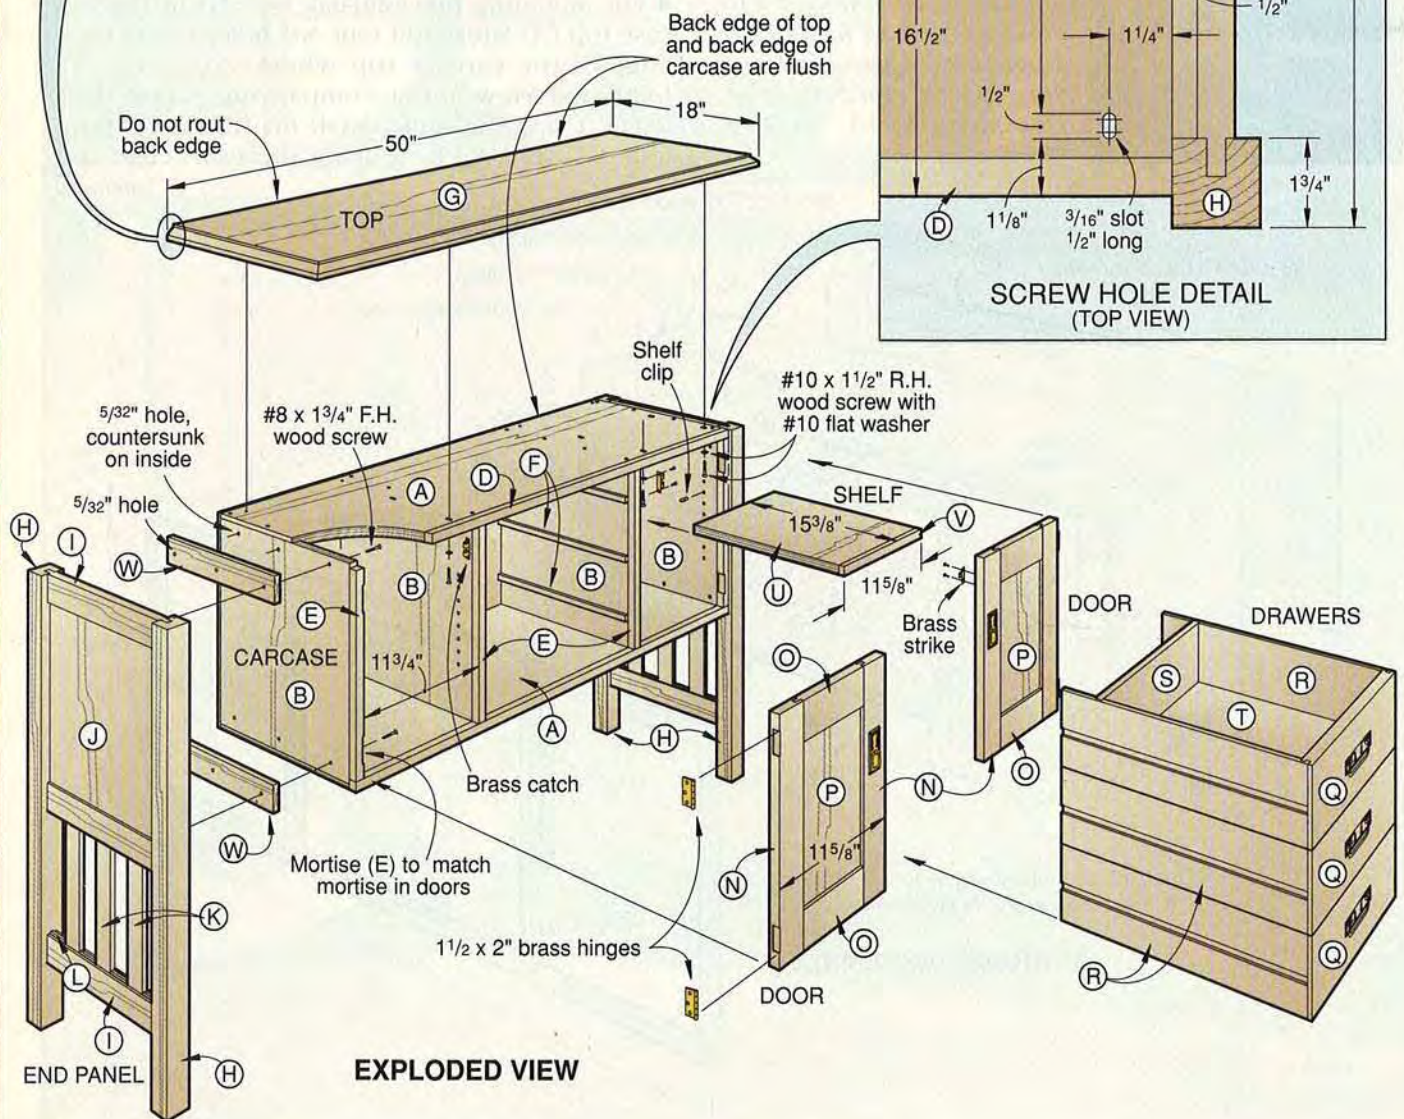 Back edge of top
and back edge of
carcase are flush
18"
Do not rout
back edge
50"
TOP
G
1/2"
16 1/2"
1 1/4"
1/2"
1 3/4"
H
D
1 1/8"
3/16" slot
1/2" long
SCREW HOLE DETAIL
(TOP VIEW)
Shelf
clip
#10 x 1 1/2" R.H.
wood screw with
#10 flat washer
5/32" hole,
countersunk
on inside
#8 x 1 3/4" F.H.
wood screw
5/32" hole
H
I
W
A
D
F
SHELF
15 3/8"
V
U
11 5/8"
B
B
B
E
CARCASE
B
11 3/4"
E
A
H
Brass
strike
DOOR
P
O
N
DRAWERS
S
R
T
Q
Q
Q
R
J
Brass catch
W
Mortise (E) to match
mortise in doors
O
P
11 5/8"
N
O
K
L
I
H
1 1/2 x 2" brass hinges
DOOR
END PANEL
EXPLODED VIEW